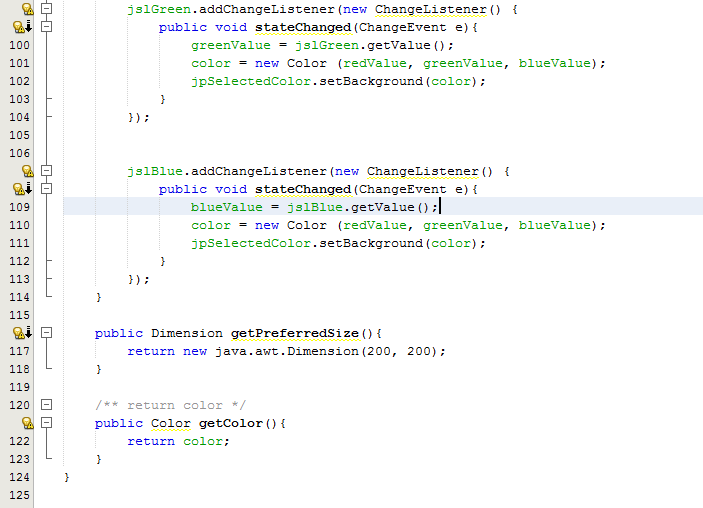 jslGreen.addChangeListener(new ChangeListener() {
public void stateChanged(ChangeEvent e){
100 greenValue = jslGreen.getValue();
101 color = new Color (redValue, greenValue, blueValue);
102 jpSelectedColor.setBackground(color);
103 }
104 });
105
106
jslBlue.addChangeListener(new ChangeListener() {
public void stateChanged(ChangeEvent e){
109 blueValue = jslBlue.getValue();
110 color = new Color (redValue, greenValue, blueValue);
111 jpSelectedColor.setBackground(color);
112 }
113 });
114 }
115
public Dimension getPreferredSize(){
117 return new java.awt.Dimension(200, 200);
118 }
119
120 /** return color */
public Color getColor(){
122 return color;
123 }
124 }
125